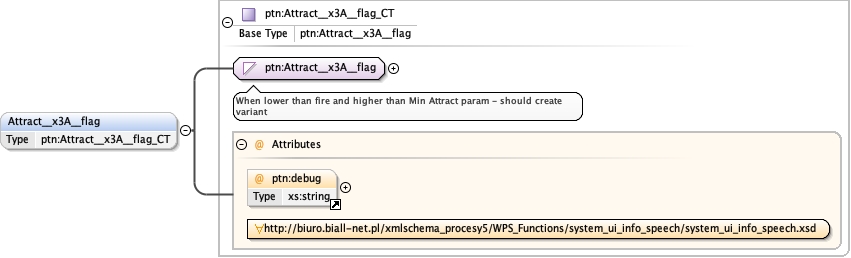 ptn:Attract__x3A__flag_CT
Base Type ptn:Attract__x3A__flag
ptn:Attract__x3A__flag
When lower than fire and higher than Min Attract param - should create
variant
Attract__x3A__flag
Type ptn:Attract__x3A__flag_CT
@ Attributes
@ ptn:debug
Type xs:string
∀http://biuro.biall-net.pl/xmlschema_procesy5/WPS_Functions/system_ui_info_speech/system_ui_info_speech.xsd